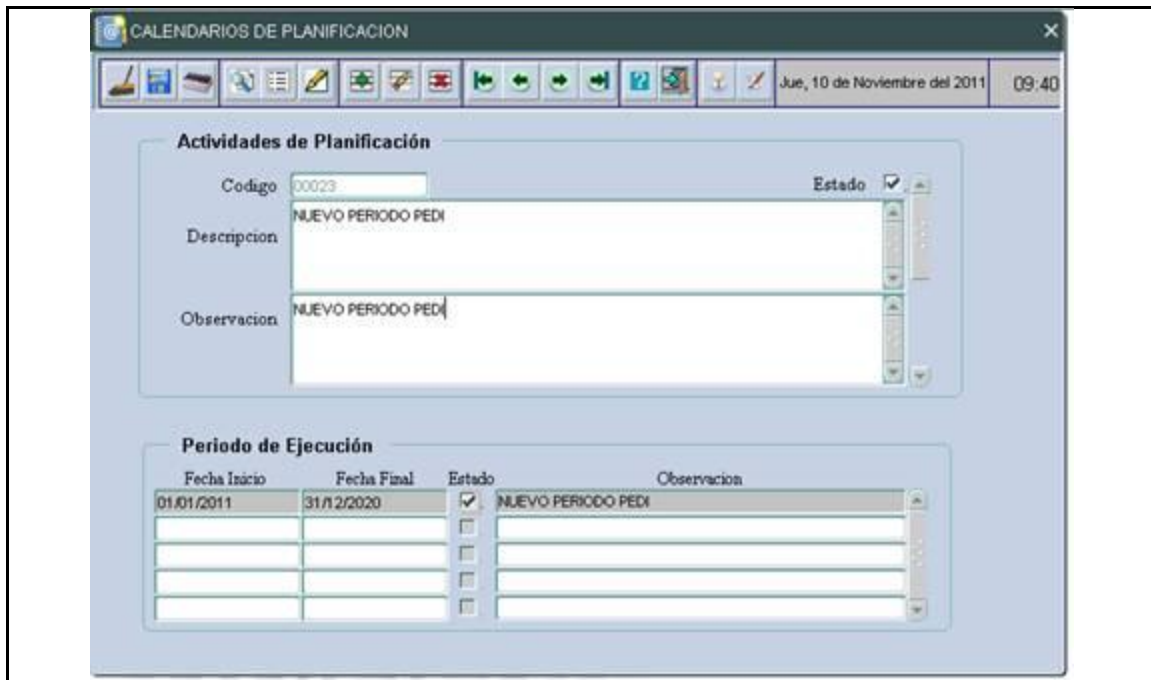 CALENDARIOS DE PLANIFICACION
Jue, 10 de Noviembre del 2011 09:40
Actividades de Planificación
Codigo 00023 Estado
Descripcion NUEVO PERIODO PEDI
Observacion NUEVO PERIODO PEDI
Periodo de Ejecución
Fecha Inicio Fecha Final Estado Observacion
01/01/2011 31/12/2020 NUEVO PERIODO PEDI